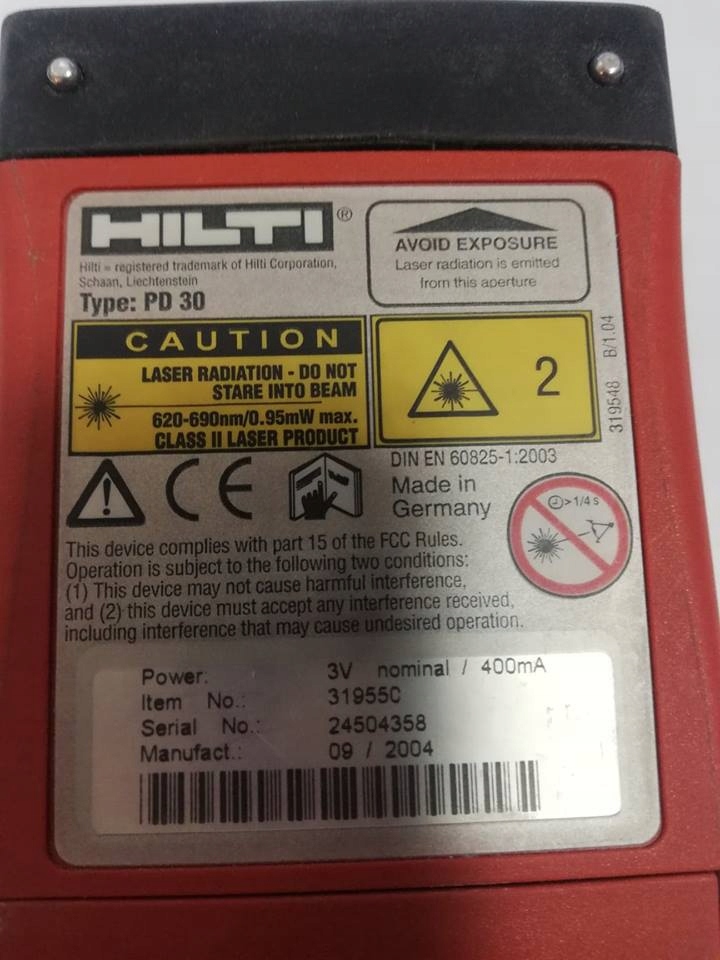 HILTI ®
Hilti = registered trademark of Hilti Corporation,
Schaan, Liechtenstein
Type: PD 30
AVOID EXPOSURE
Laser radiation is emitted
from this aperture
CAUTION
LASER RADIATION - DO NOT
STARE INTO BEAM
620-690nm/0.95mW max.
CLASS II LASER PRODUCT
2
319548 B/1.04
DIN EN 60825-1:2003
CE
Made in
Germany
>1/4 s
This device complies with part 15 of the FCC Rules.
Operation is subject to the following two conditions:
(1) This device may not cause harmful interference,
and (2) this device must accept any interference received,
including interference that may cause undesired operation.
Power: 3V nominal / 400mA
Item No.: 31955C
Serial No.: 24504358
Manufact.: 09 / 2004